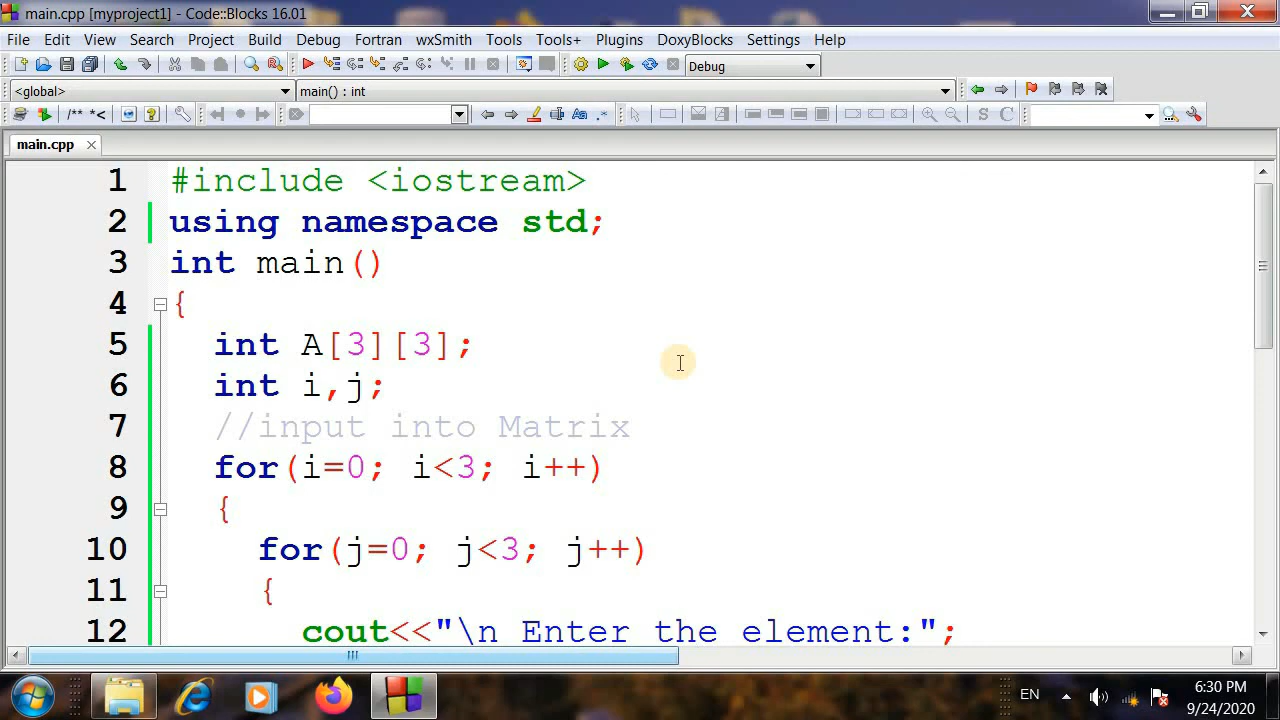 main.cpp [myproject1] - Code::Blocks 16.01
File Edit View Search Project Build Debug Fortran wxSmith Tools Tools+ Plugins DoxyBlocks Settings Help
Debug
<global> main() : int
/** *< Aa .* S C
main.cpp
1 #include <iostream>
2 using namespace std;
3 int main()
4 {
5 int A[3][3];
6 int i,j;
7 //input into Matrix
8 for(i=0; i<3; i++)
9 {
10 for(j=0; j<3; j++)
11 {
12 cout<<"\n Enter the element:";
EN 6:30 PM
9/24/2020